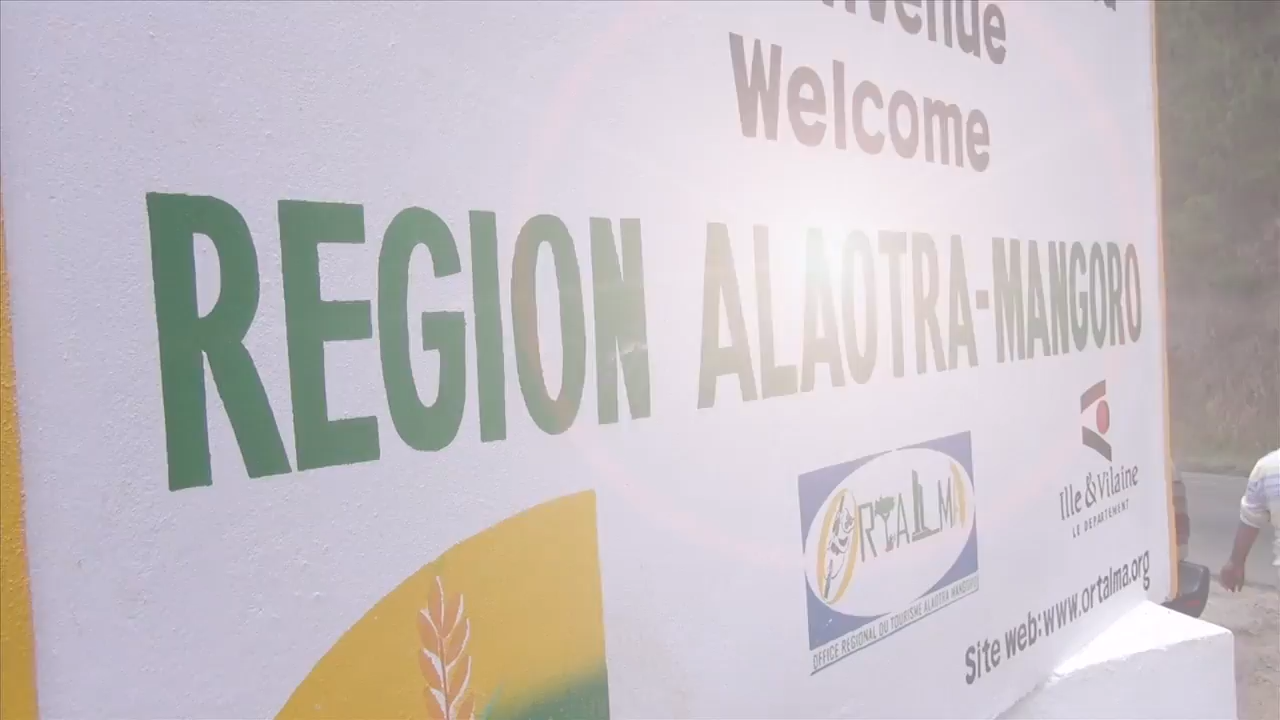 Welcome
REGION ALAOTRA-MANGORO
ORTALMA
OFFICE REGIONAL DU TOURISME ALAOTRA MANGORO
Ille & Vilaine
LE DEPARTEMENT
Site web:www.ortalma.org